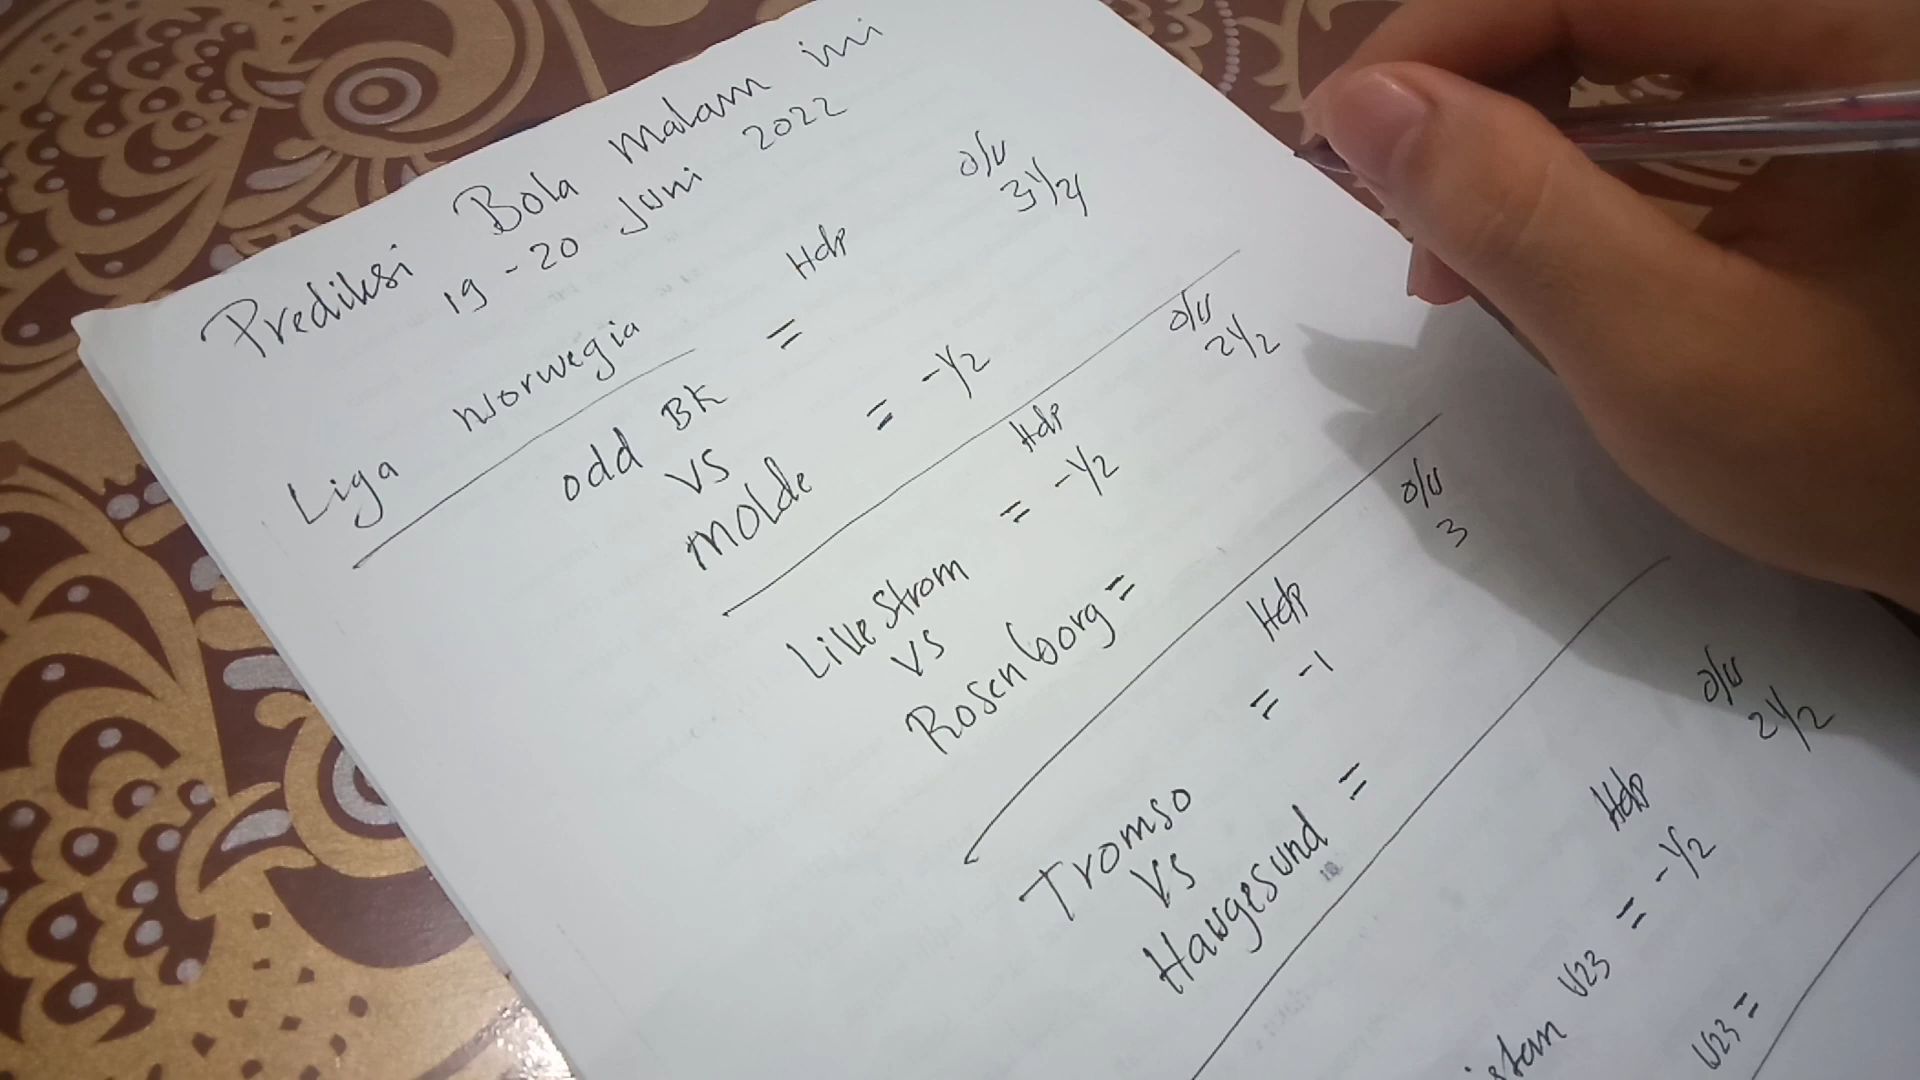 Prediksi Bola malam ini
19-20 Juni 2022
Liga Norwegia
Hdp O/U
odd BK = 3 1/4
vs
Molde = -1/2
Hdp O/U
LilleStrom = -1/2 2 1/2
vs
Rosenborg =
Hdp O/U
Tromso = -1 3
vs
Haugesund =
Hdp O/U
U23 = -1/2 2 1/2
U23 =